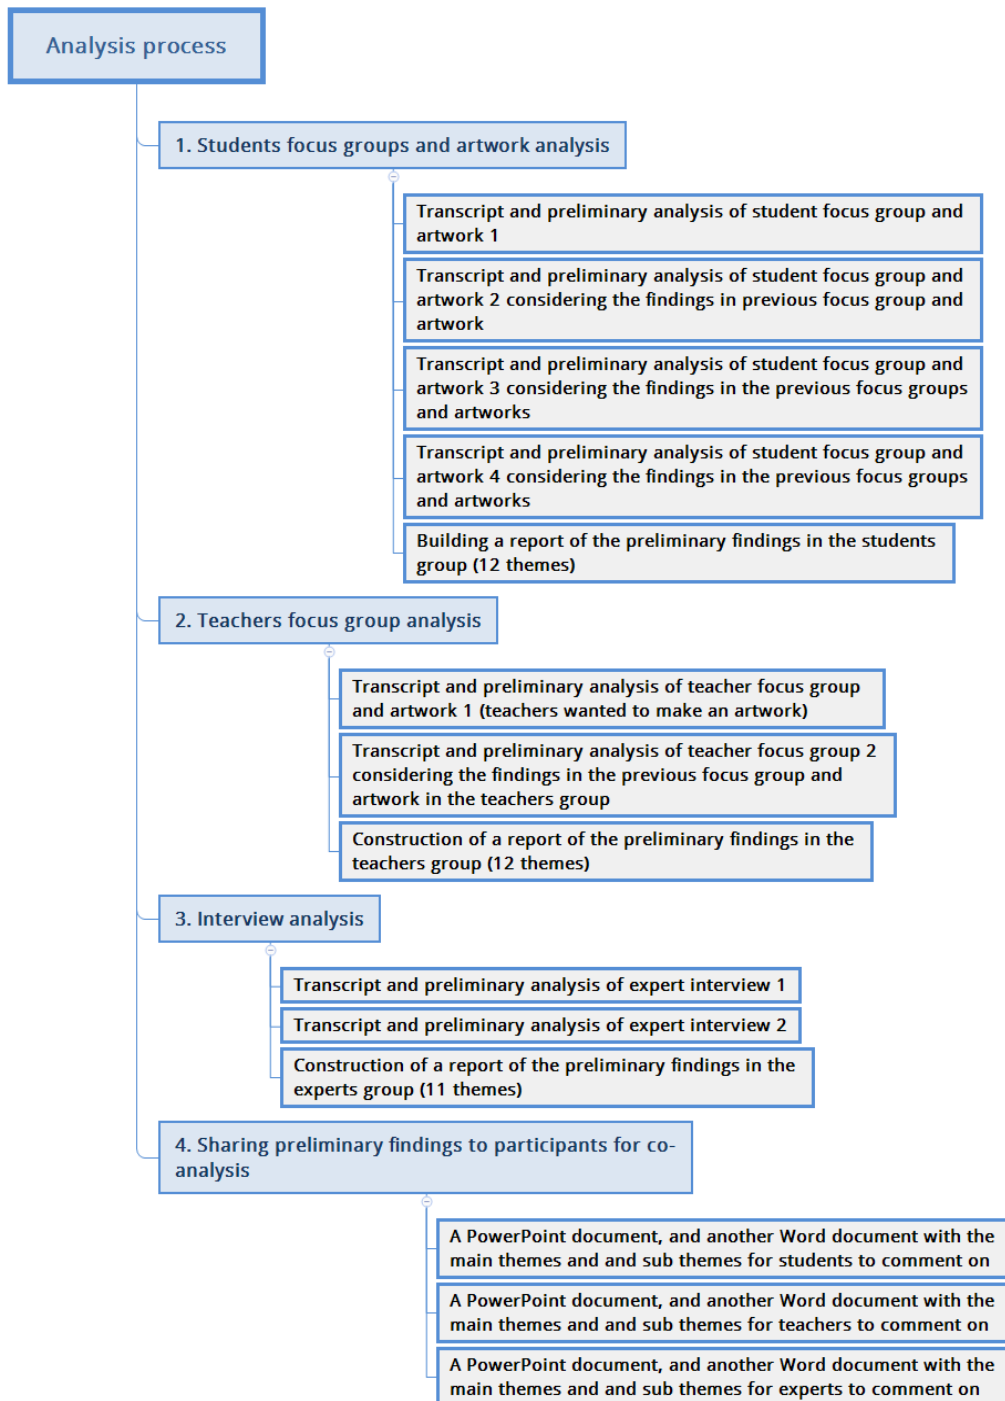 Analysis process
1. Students focus groups and artwork analysis
Transcript and preliminary analysis of student focus group and
artwork 1
Transcript and preliminary analysis of student focus group and
artwork 2 considering the findings in previous focus group and
artwork
Transcript and preliminary analysis of student focus group and
artwork 3 considering the findings in the previous focus groups
and artworks
Transcript and preliminary analysis of student focus group and
artwork 4 considering the findings in the previous focus groups
and artworks
Building a report of the preliminary findings in the students
group (12 themes)
2. Teachers focus group analysis
Transcript and preliminary analysis of teacher focus group
and artwork 1 (teachers wanted to make an artwork)
Transcript and preliminary analysis of teacher focus group 2
considering the findings in the previous focus group and
artwork in the teachers group
Construction of a report of the preliminary findings in the
teachers group (12 themes)
3. Interview analysis
Transcript and preliminary analysis of expert interview 1
Transcript and preliminary analysis of expert interview 2
Construction of a report of the preliminary findings in the
experts group (11 themes)
4. Sharing preliminary findings to participants for co-
analysis
A PowerPoint document, and another Word document with the
main themes and and sub themes for students to comment on
A PowerPoint document, and another Word document with the
main themes and and sub themes for teachers to comment on
A PowerPoint document, and another Word document with the
main themes and and sub themes for experts to comment on